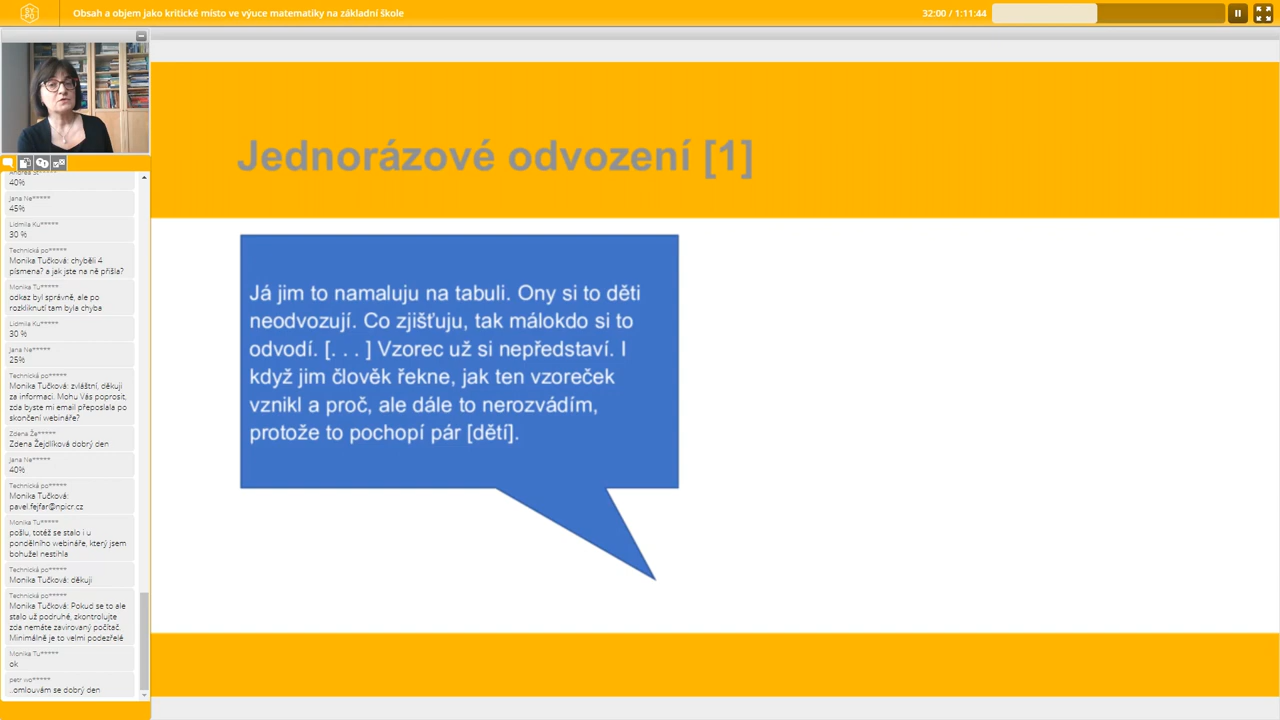 SY
PO
Obsah a objem jako kritické místo ve výuce matematiky na základní škole
32:00 / 1:11:44
Jednorázové odvození [1]
Já jim to namaluju na tabuli. Ony si to děti
neodvozují. Co zjišťuju, tak málokdo si to
odvodí. [. . . ] Vzorec už si nepředstaví. I
když jim člověk řekne, jak ten vzoreček
vznikl a proč, ale dále to nerozvádím,
protože to pochopí pár [dětí].
Andrea St*****
40%
Jana Ne*****
45%
Lidmila Ku*****
30 %
Technická po*****
Monika Tučková: chyběli 4
písmena? a jak jste na ně přišla?
Monika Tu*****
odkaz byl správně, ale po
rozkliknutí tam byla chyba
Lidmila Ku*****
30 %
Jana Ne*****
25%
Technická po*****
Monika Tučková: zvláštní, děkuji
za informaci. Mohu Vás poprosit,
zda byste mi email přeposlala po
skončení webináře?
Zdena Že*****
Zdena Žejdlíková dobrý den
Jana Ne*****
40%
Technická po*****
Monika Tučková:
pavel.fejfar@npicr.cz
Monika Tu*****
pošlu, totéž se stalo i u
pondělního webináře, který jsem
bohužel nestihla
Technická po*****
Monika Tučková: děkuji
Technická po*****
Monika Tučková: Pokud se to ale
stalo už podruhé, zkontrolujte
zda nemáte zavirovaný počítač.
Minimálně je to velmi podezřelé
Monika Tu*****
ok
petr wo*****
..omlouvám se dobrý den